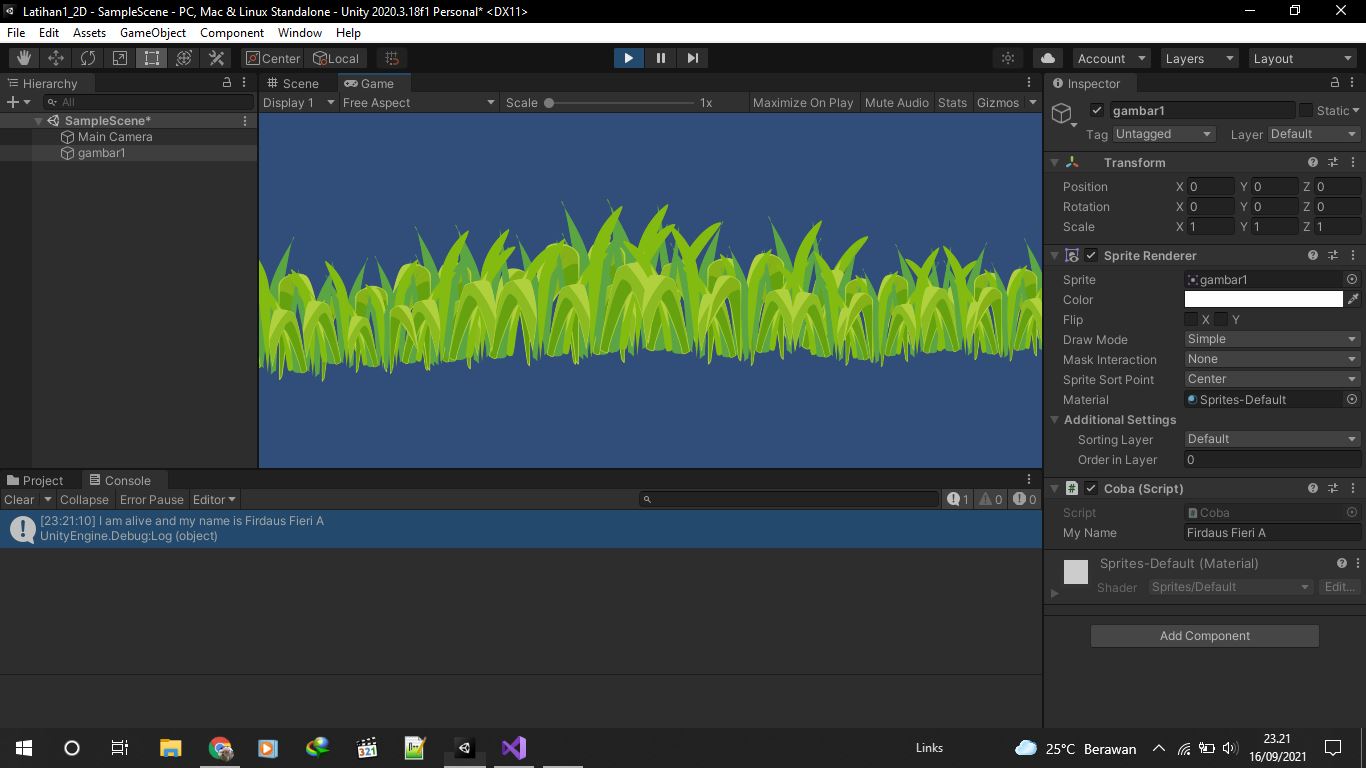 Latihan1_2D - SampleScene - PC, Mac & Linux Standalone - Unity 2020.3.18f1 Personal* <DX11>
File Edit Assets GameObject Component Window Help
Center Local Account Layers Layout
Hierarchy
All
SampleScene*
Main Camera
gambar1
Scene Game
Display 1 Free Aspect Scale 1x Maximize On Play Mute Audio Stats Gizmos
Inspector
gambar1 Static
Tag Untagged Layer Default
Transform
Position X 0 Y 0 Z 0
Rotation X 0 Y 0 Z 0
Scale X 1 Y 1 Z 1
Sprite Renderer
Sprite gambar1
Color
Flip X Y
Draw Mode Simple
Mask Interaction None
Sprite Sort Point Center
Material Sprites-Default
Additional Settings
Sorting Layer Default
Order in Layer 0
Coba (Script)
Script Coba
My Name Firdaus Fieri A
Sprites-Default (Material)
Shader Sprites/Default Edit...
Add Component
Project Console
Clear Collapse Error Pause Editor 1 0 0
[23:21:10] I am alive and my name is Firdaus Fieri A
UnityEngine.Debug:Log (object)
321
Links 25°C Berawan 23.21
16/09/2021